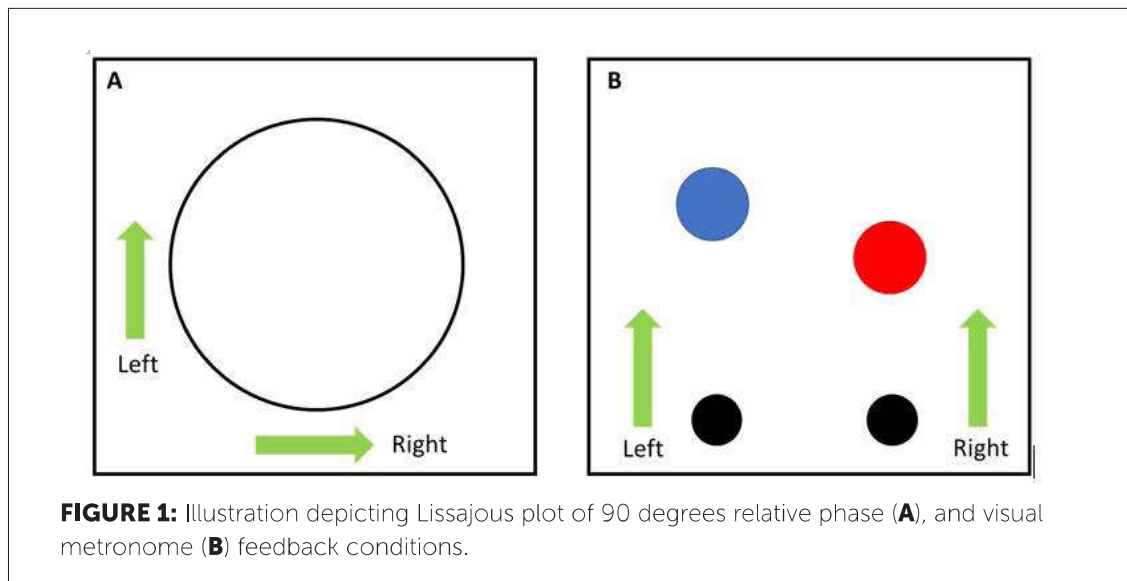 A
B
Left
Right
Left
Right
FIGURE 1: Illustration depicting Lissajous plot of 90 degrees relative phase (A), and visual
metronome (B) feedback conditions.